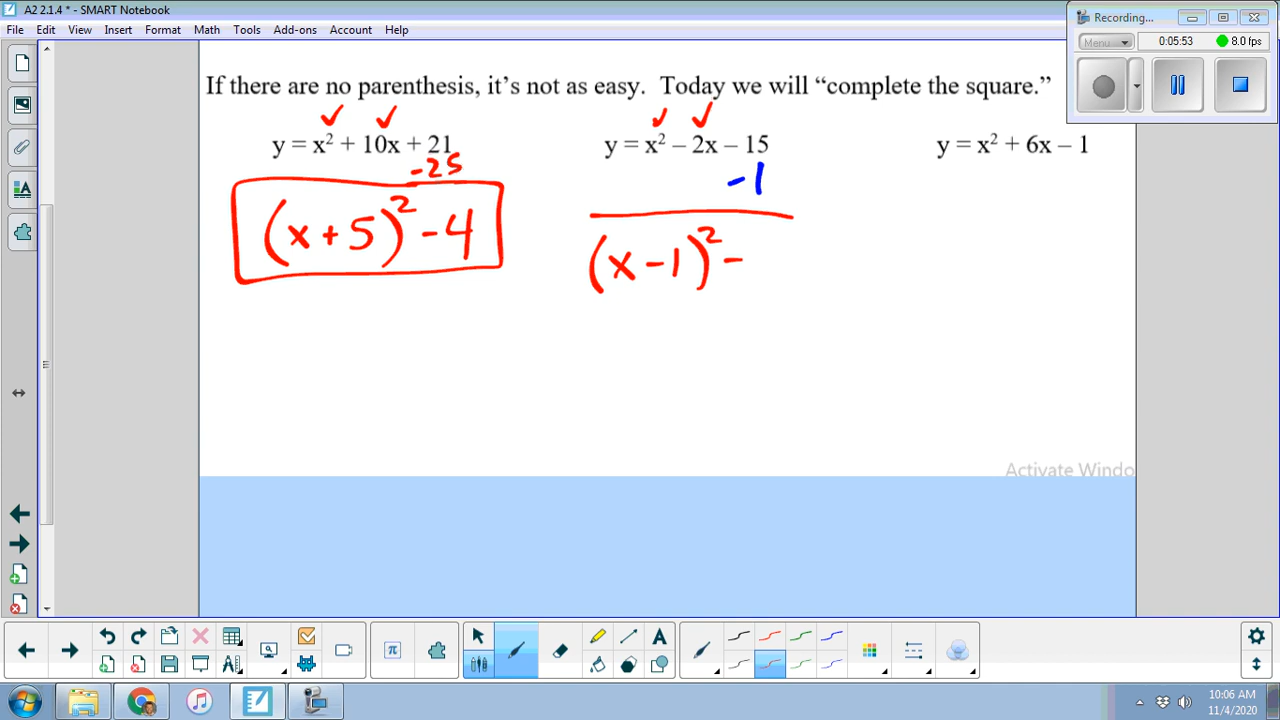 A2 2.1.4 * - SMART Notebook
File Edit View Insert Format Math Tools Add-ons Account Help
Recording...
Menu
0:05:53
8.0 fps
If there are no parenthesis, it’s not as easy. Today we will “complete the square.”
✓ ✓ ✓ ✓
y = x² + 10x + 21 y = x² – 2x – 15 y = x² + 6x – 1
-25 -1
(x+5)² -4
(x-1)² -
Activate Windo
10:06 AM
11/4/2020